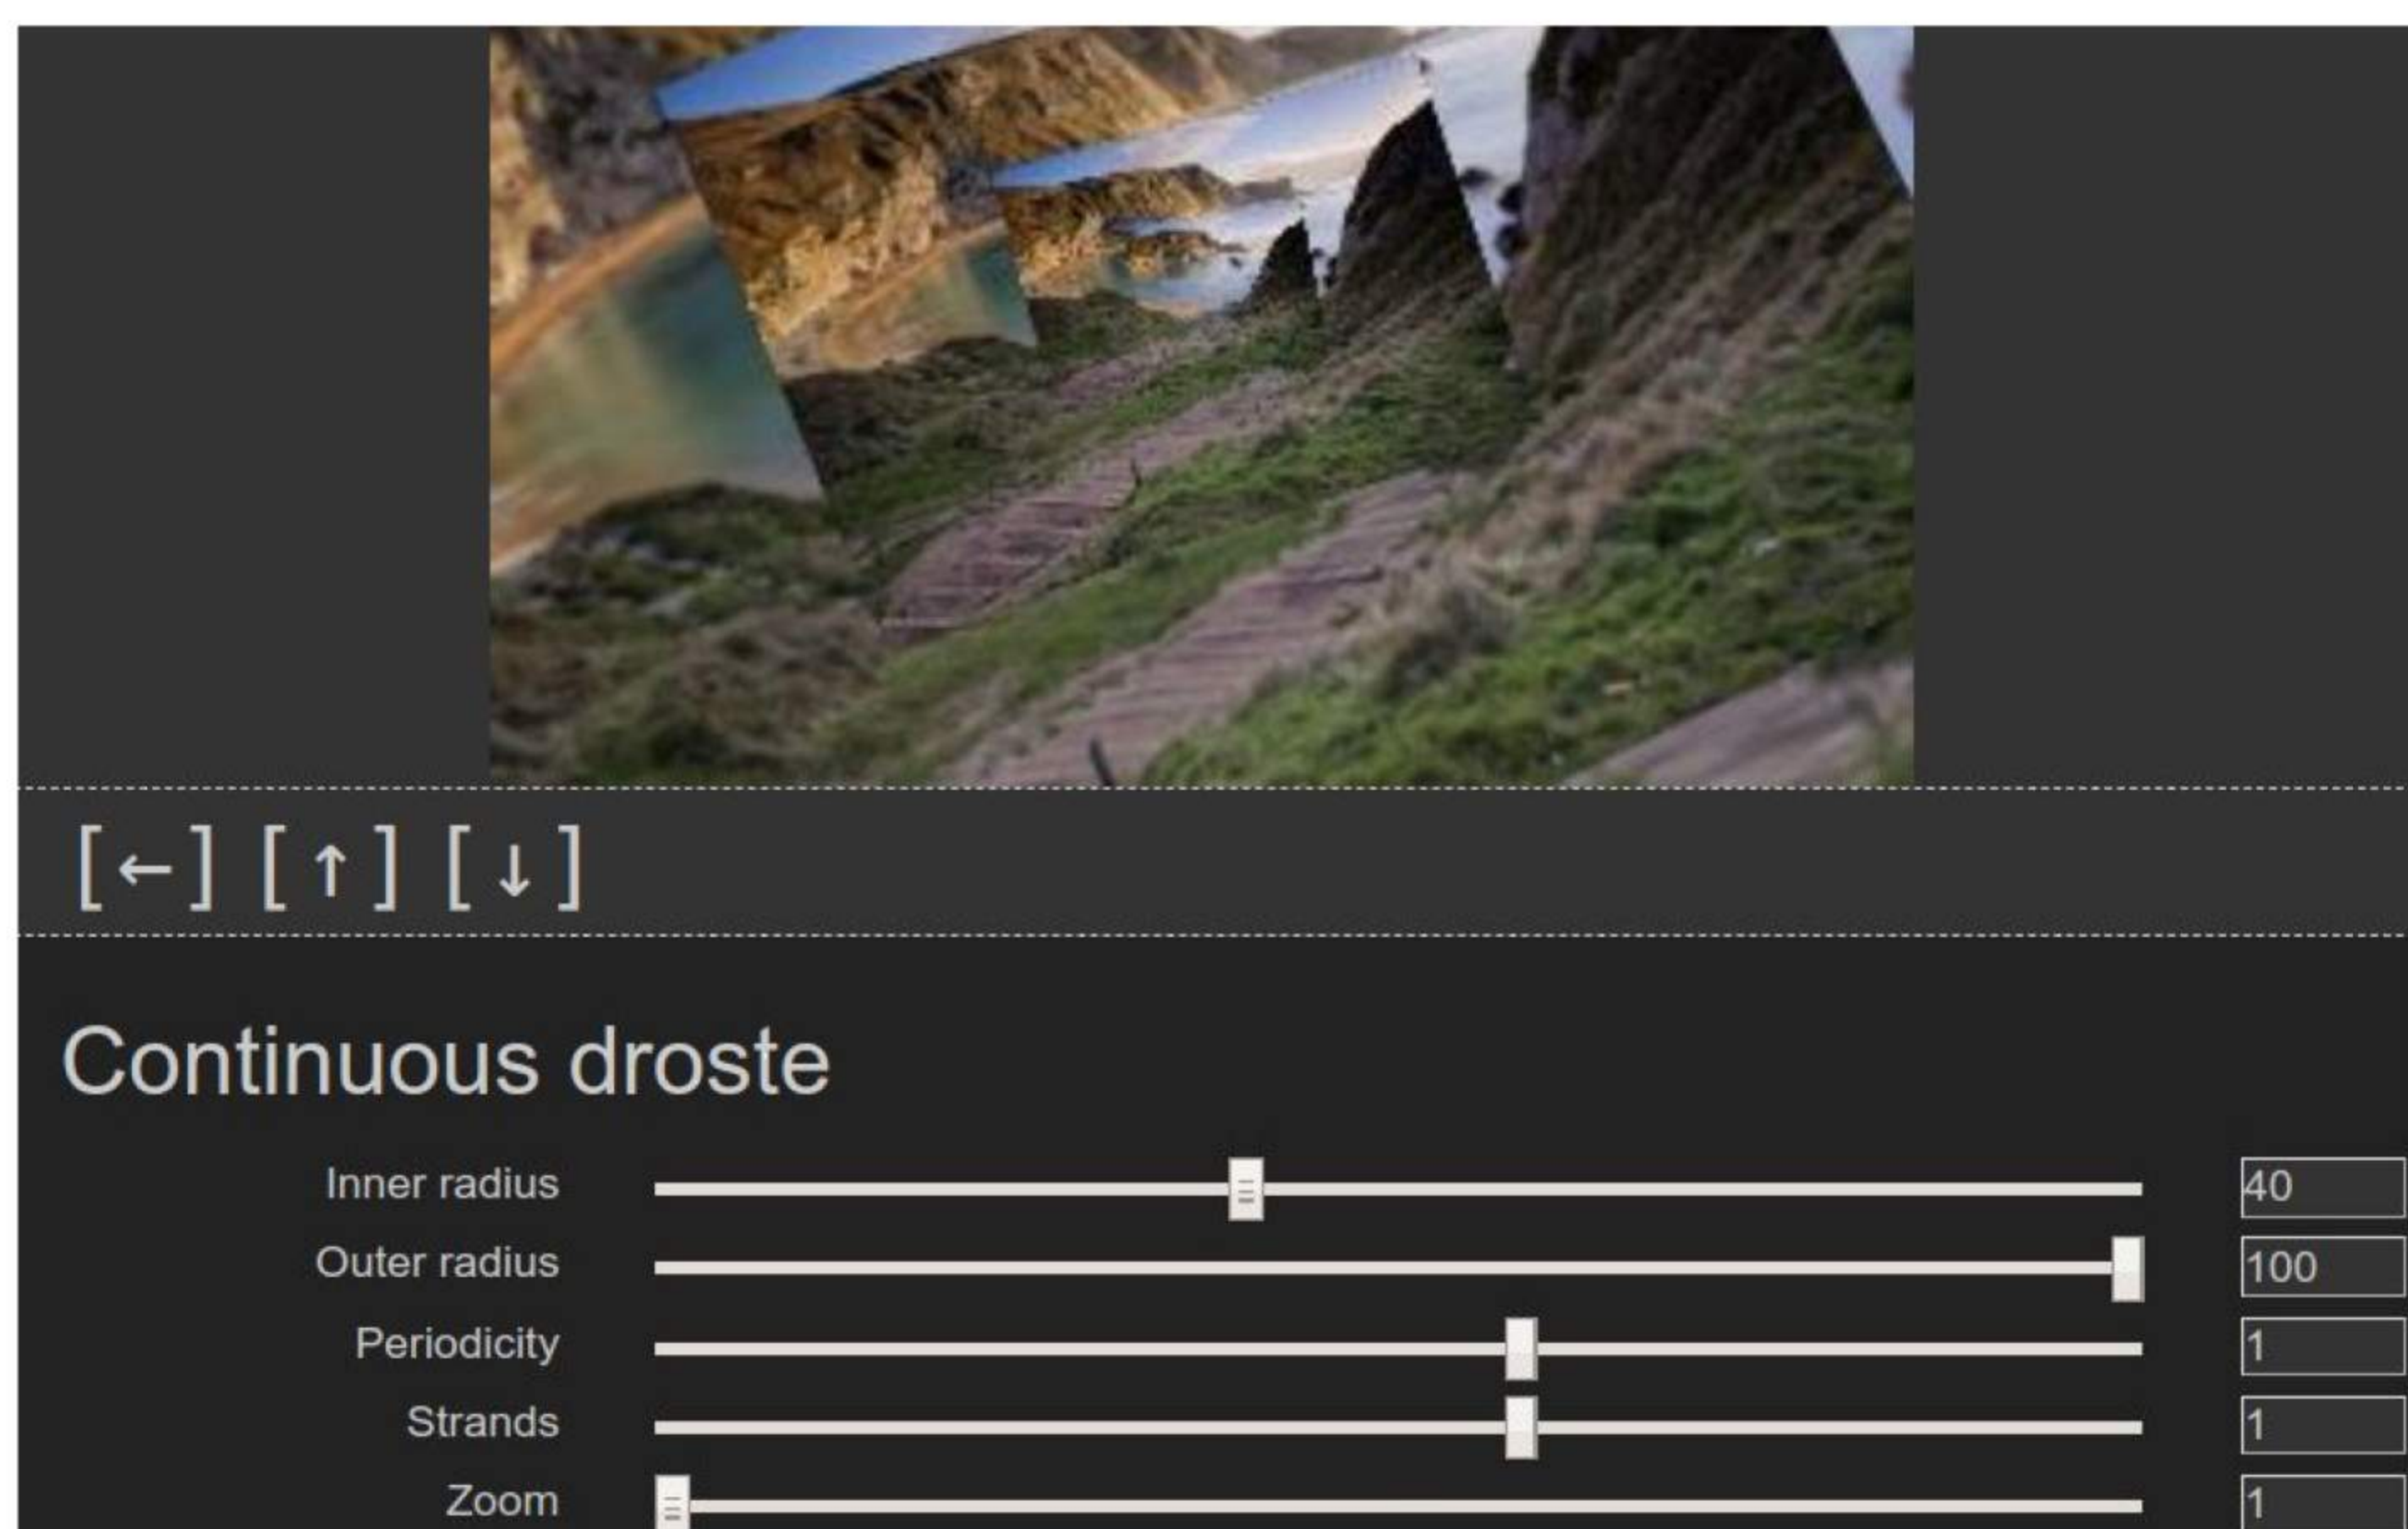 [←] [↑] [↓]
Continuous droste
Inner radius 40
Outer radius 100
Periodicity 1
Strands 1
Zoom 1